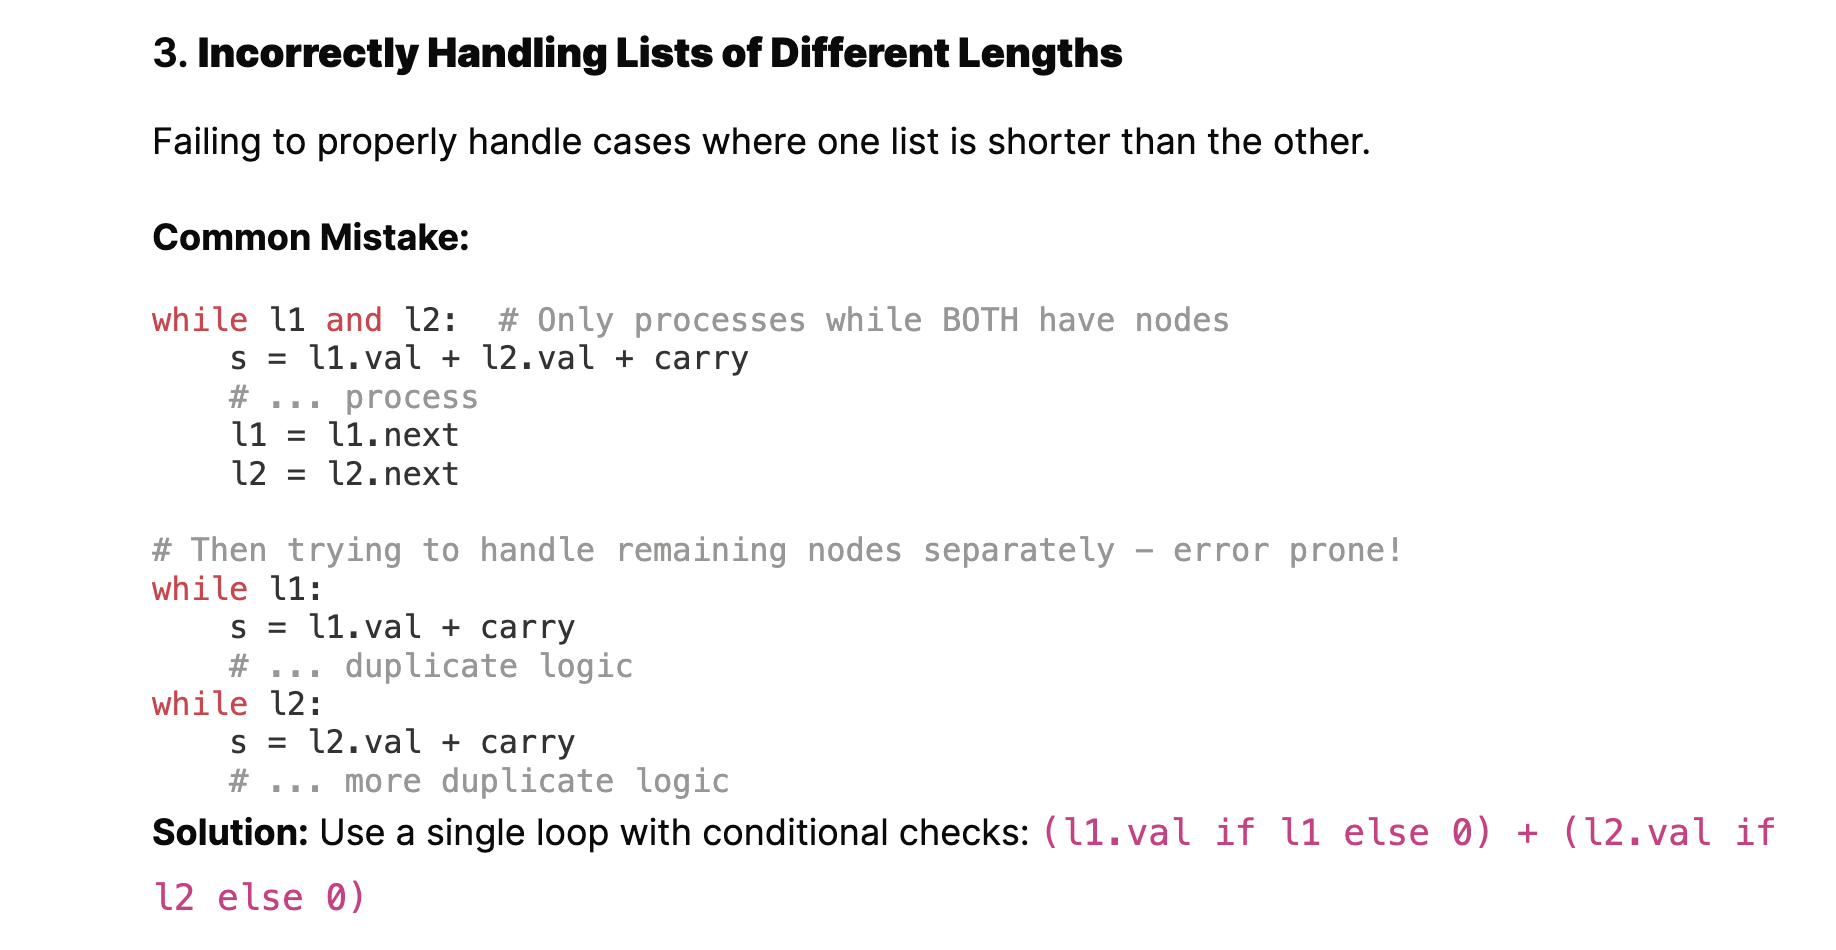 3. Incorrectly Handling Lists of Different Lengths
Failing to properly handle cases where one list is shorter than the other.
Common Mistake:
while l1 and l2:  # Only processes while BOTH have nodes
    s = l1.val + l2.val + carry
    # ... process
    l1 = l1.next
    l2 = l2.next
# Then trying to handle remaining nodes separately – error prone!
while l1:
    s = l1.val + carry
    # ... duplicate logic
while l2:
    s = l2.val + carry
    # ... more duplicate logic
Solution: Use a single loop with conditional checks: (l1.val if l1 else 0) + (l2.val if
l2 else 0)